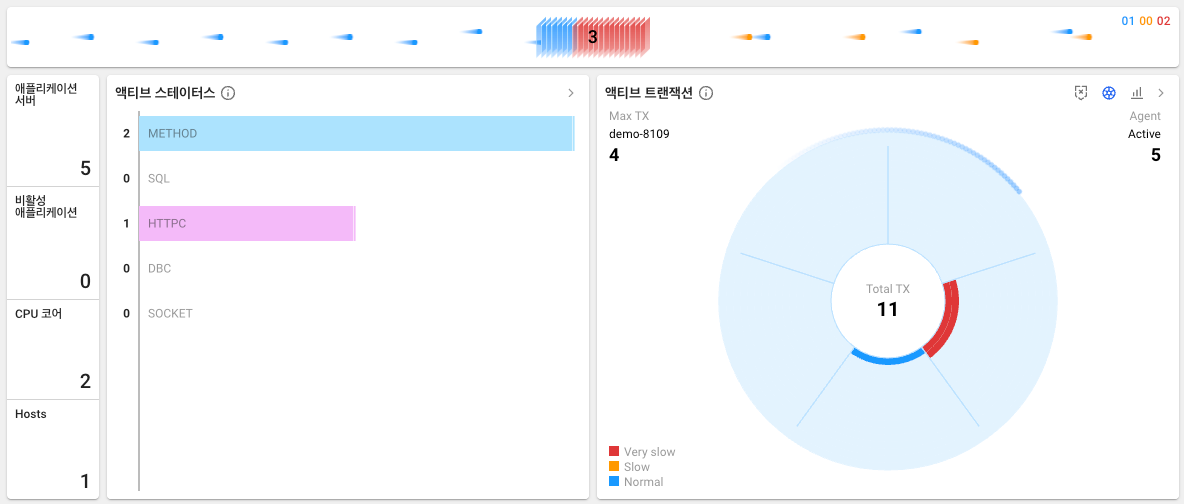 3
01 00 02
애플리케이션
서버
5
비활성
애플리케이션
0
CPU 코어
2
Hosts
1
액티브 스테이터스
2 METHOD
0 SQL
1 HTTPC
0 DBC
0 SOCKET
액티브 트랜잭션
Max TX
demo-8109
4
Agent
Active
5
Total TX
11
Very slow
Slow
Normal